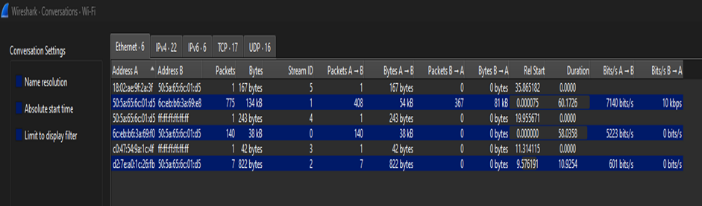 Wireshark · Conversations · Wi-Fi
Conversation Settings
Name resolution
Absolute start time
Limit to display filter
Ethernet · 6 IPv4 · 22 IPv6 · 6 TCP · 17 UDP · 16
Address A Address B Packets Bytes Stream ID Packets A → B Bytes A → B Packets B → A Bytes B → A Rel Start Duration Bits/s A → B Bits/s B → A
18:02:ae:9f:2a:3f 50:5a:65:6c:01:d5 1 167 bytes 5 1 167 bytes 0 0 bytes 35.865182 0.0000
50:5a:65:6c:01:d5 6c:eb:b6:3a:69:e8 775 134 kB 1 408 54 kB 367 81 kB 0.000075 60.1726 7140 bits/s 10 kbps
50:5a:65:6c:01:d5 ff:ff:ff:ff:ff:ff 1 243 bytes 4 1 243 bytes 0 0 bytes 19.955671 0.0000
6c:eb:b6:3a:69:f0 50:5a:65:6c:01:d5 140 38 kB 0 140 38 kB 0 0 bytes 0.000000 58.0358 5223 bits/s 0 bits/s
c0:47:54:9a:1c:4f ff:ff:ff:ff:ff:ff 1 42 bytes 3 1 42 bytes 0 0 bytes 11.314115 0.0000
d2:7e:a0:1c:26:fb 50:5a:65:6c:01:d5 7 822 bytes 2 7 822 bytes 0 0 bytes 9.576191 10.9254 601 bits/s 0 bits/s